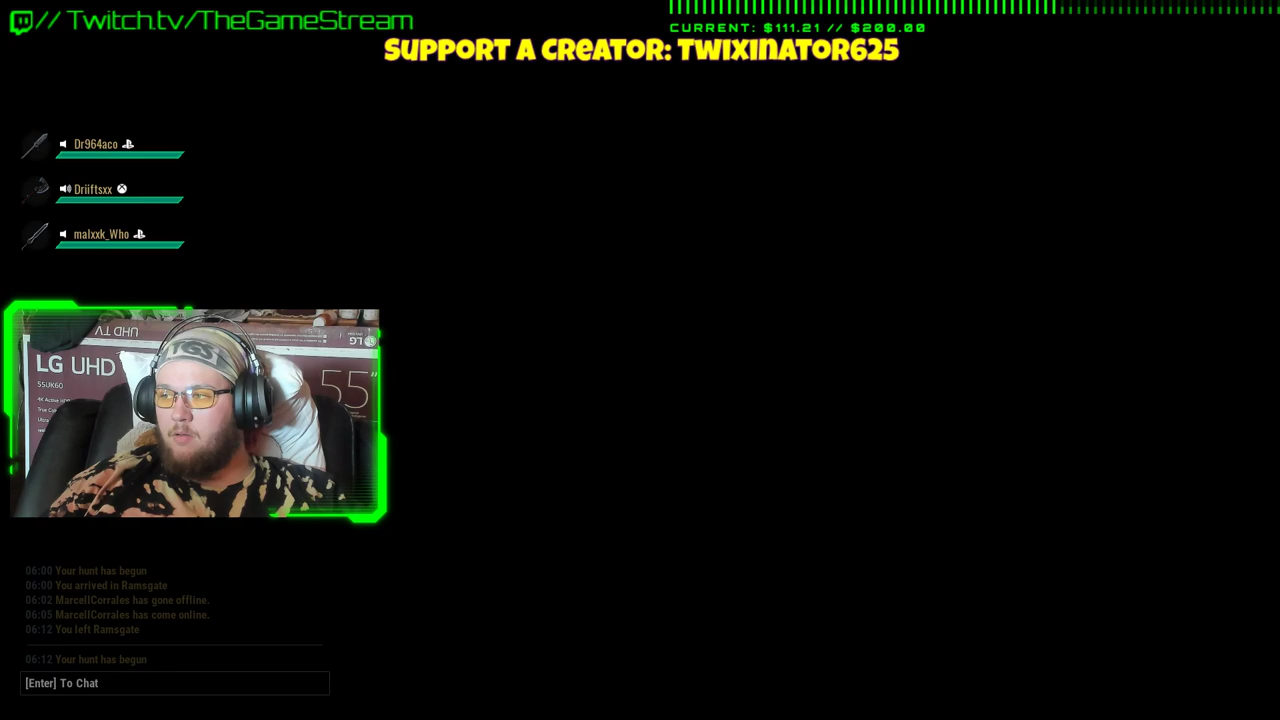 // Twitch.tv/TheGameStream
CURRENT: $111.21 // $200.00
SUPPORT A CREATOR: TWIXINATOR625
Dr964aco
Driiftsxx
malxxk_Who
UHD TV
LG
LG UHD
55UK60
TGS
55"
06:00 Your hunt has begun
06:00 You arrived in Ramsgate
06:02 MarcellCorrales has gone offline.
06:05 MarcellCorrales has come online.
06:12 You left Ramsgate
06:12 Your hunt has begun
[Enter] To Chat